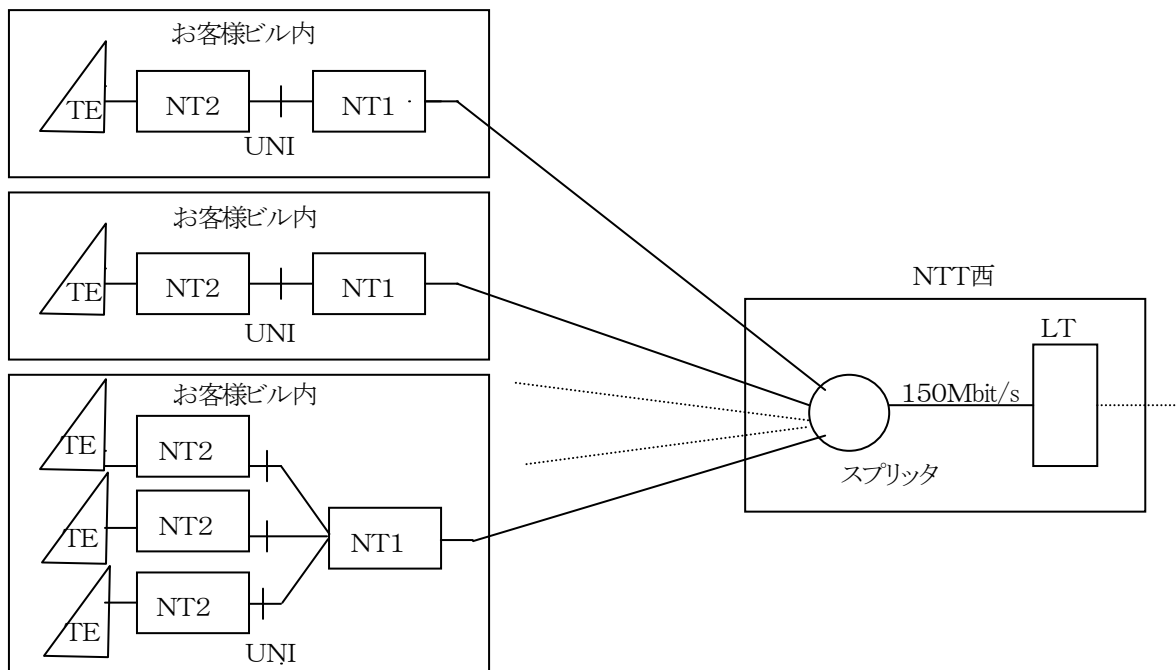 お客様ビル内
TE
NT2
NT1
UNI
お客様ビル内
TE
NT2
NT1
UNI
お客様ビル内
TE
NT2
TE
NT2
NT1
TE
NT2
UNI
NTT西
LT
150Mbit/s
スプリッタ